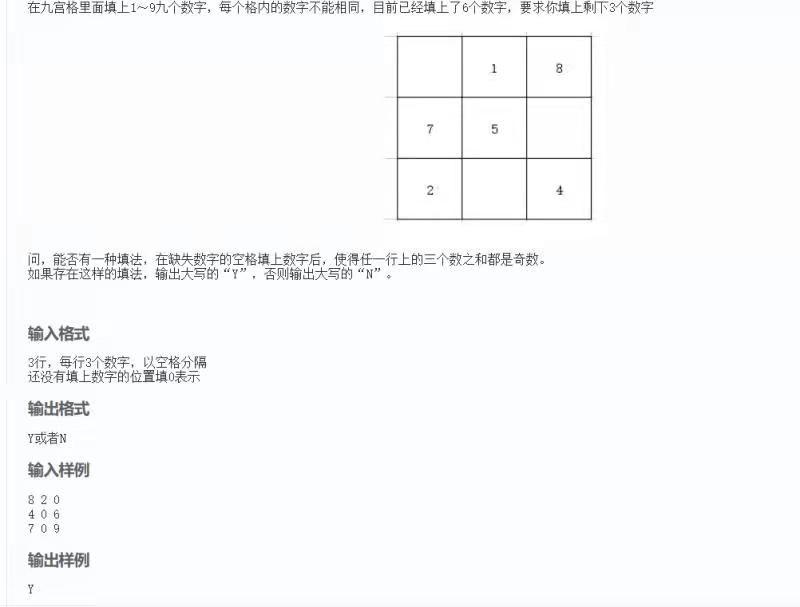 在九宫格里面填上1～9九个数字，每个格内的数字不能相同，目前已经填上了6个数字，要求你填上剩下3个数字
1 8
7 5
2 4
问，能否有一种填法，在缺失数字的空格填上数字后，使得任一行上的三个数之和都是奇数。
如果存在这样的填法，输出大写的“Y”，否则输出大写的“N”。
输入格式
3行，每行3个数字，以空格分隔
还没有填上数字的位置填0表示
输出格式
Y或者N
输入样例
8 2 0
4 0 6
7 0 9
输出样例
Y